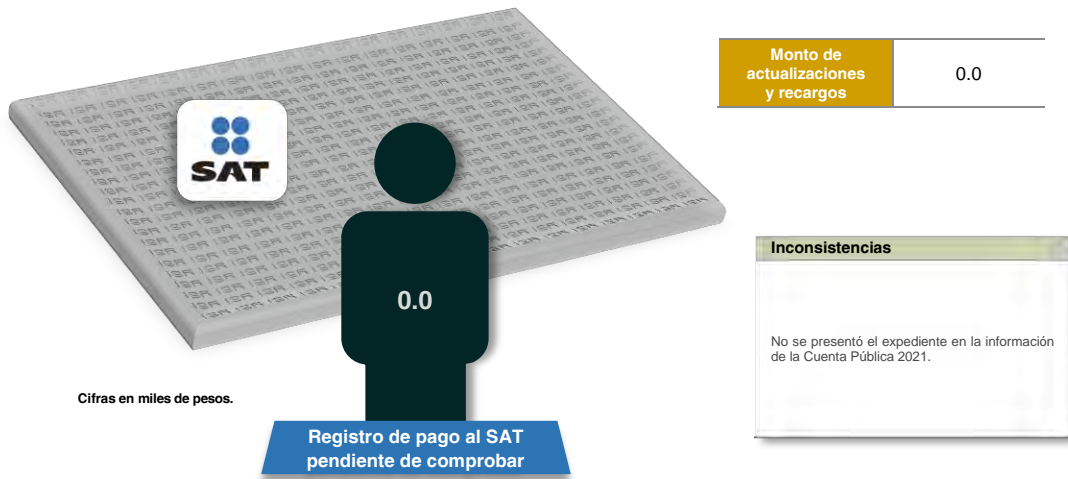 Monto de
actualizaciones
y recargos
0.0
SAT
0.0
Inconsistencias
No se presentó el expediente en la información
de la Cuenta Pública 2021.
Cifras en miles de pesos.
Registro de pago al SAT
pendiente de comprobar